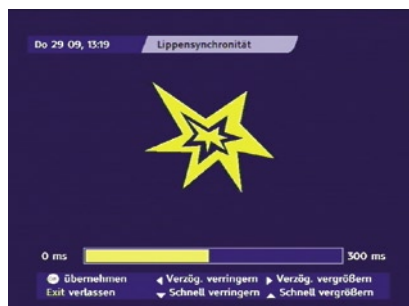 Do 29 09, 13:19 Lippensynchronität
0 ms 300 ms
OK übernehmen Verzög. verringern Verzög. vergrößern
Exit verlassen Schnell verringern Schnell vergrößern